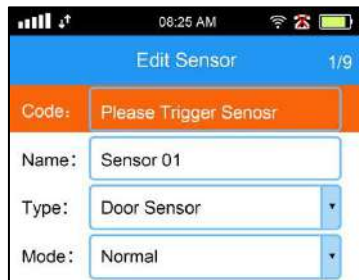 08:25 AM
Edit Sensor 1/9
Code: Please Trigger Senosr
Name: Sensor 01
Type: Door Sensor
Mode: Normal